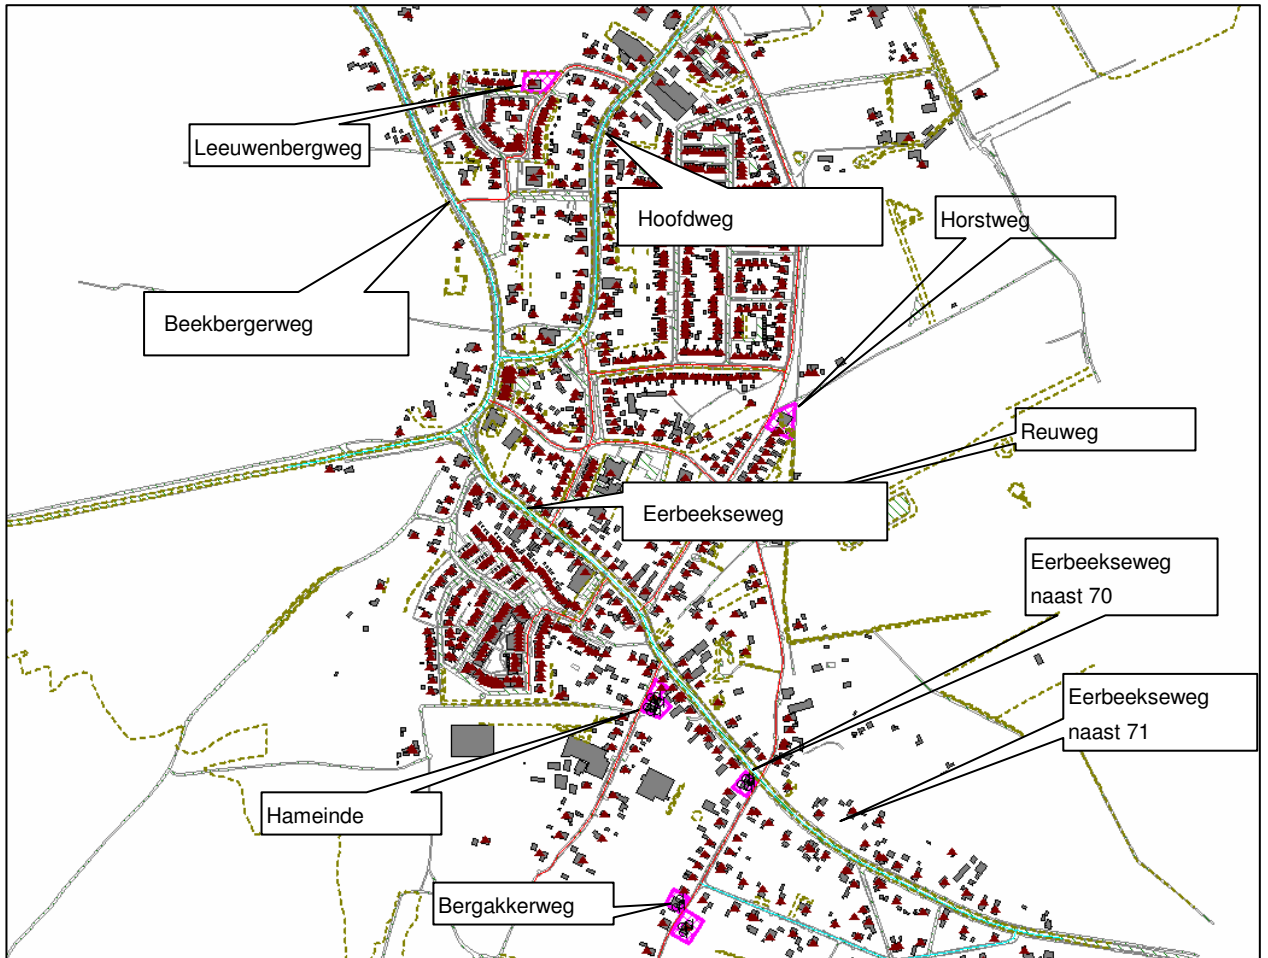 Leeuwenbergweg
Hoofdweg
Horstweg
Beekbergerweg
Reuweg
Eerbeekseweg
Eerbeekseweg
naast 70
Eerbeekseweg
naast 71
Hameinde
Bergakkerweg